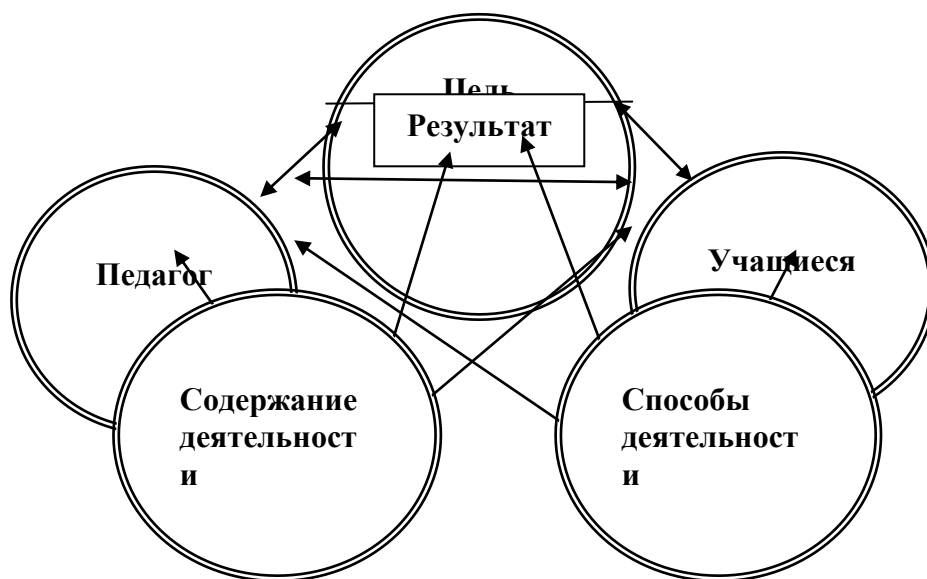 Цель
Результат
Педагог
Учащиеся
Содержание
деятельност
и
Способы
деятельност
и